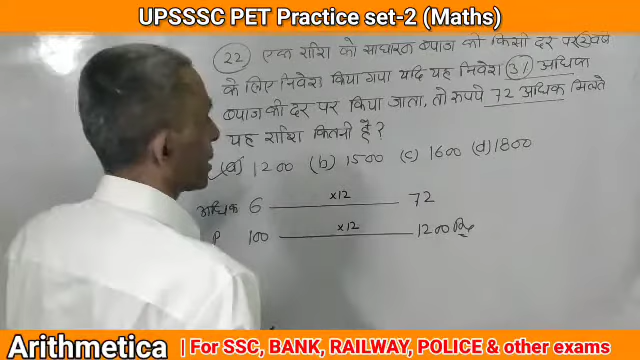 UPSSSC PET Practice set-2 (Maths)
22 एक राशि को साधारण ब्याज की किसी दर पर 2 वर्ष
के लिए निवेश किया गया यदि यह निवेश 3% अधिक
ब्याज की दर पर किया जाता, तो रूपये 72 अधिक मिलते
यह राशि कितनी है?
(a) 1200 (b) 1500 (c) 1600 (d) 1800
अधिक 6 ×12 72
P 100 ×12 1200 Rs
Arithmetica | For SSC, BANK, RAILWAY, POLICE & other exams